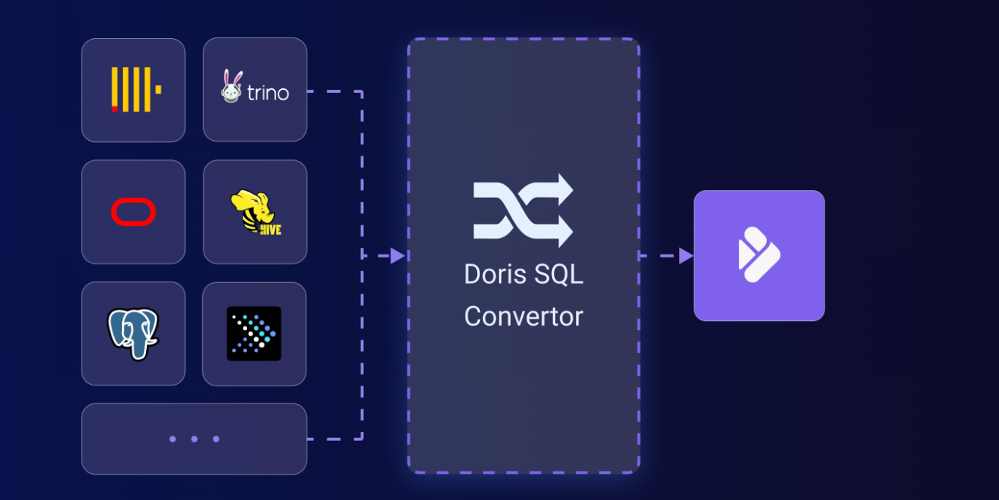 trino
HIVE
Doris SQL
Convertor